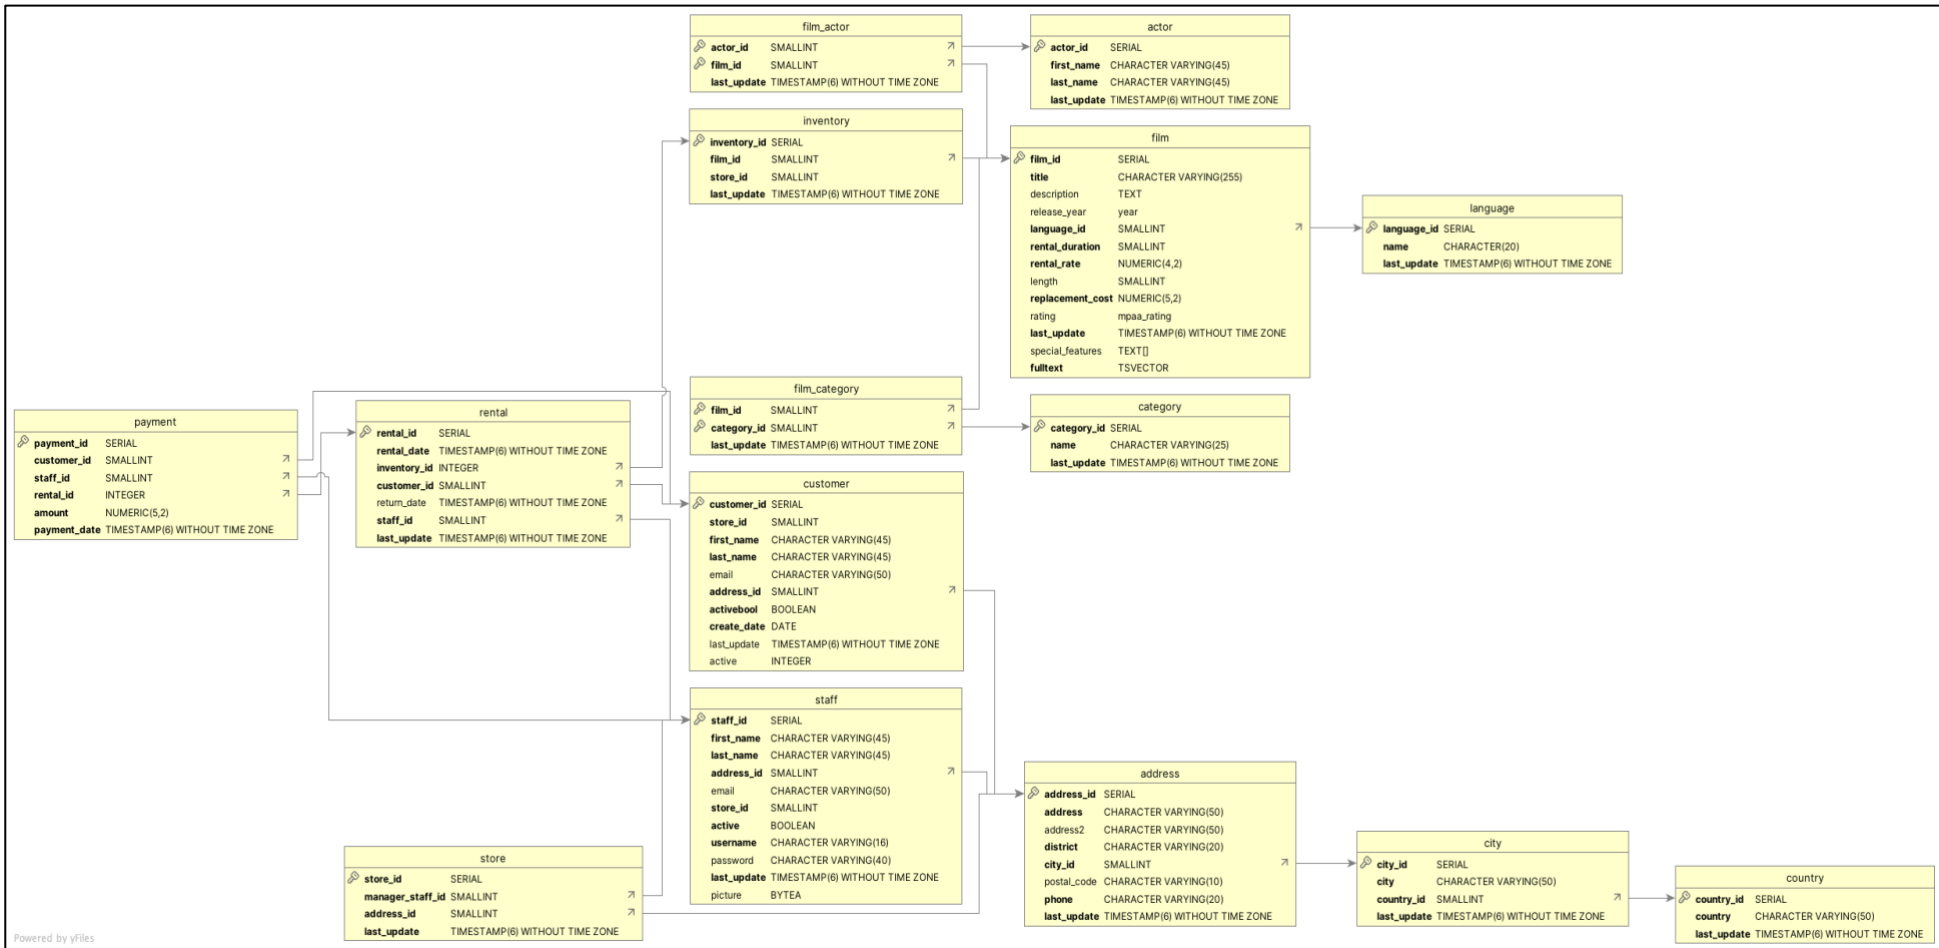 film_actor
actor_id SMALLINT
film_id SMALLINT
last_update TIMESTAMP(6) WITHOUT TIME ZONE
actor
actor_id SERIAL
first_name CHARACTER VARYING(45)
last_name CHARACTER VARYING(45)
last_update TIMESTAMP(6) WITHOUT TIME ZONE
inventory
inventory_id SERIAL
film_id SMALLINT
store_id SMALLINT
last_update TIMESTAMP(6) WITHOUT TIME ZONE
film
film_id SERIAL
title CHARACTER VARYING(255)
description TEXT
release_year year
language_id SMALLINT
rental_duration SMALLINT
rental_rate NUMERIC(4,2)
length SMALLINT
replacement_cost NUMERIC(5,2)
rating mpaa_rating
last_update TIMESTAMP(6) WITHOUT TIME ZONE
special_features TEXT[]
fulltext TSVECTOR
language
language_id SERIAL
name CHARACTER(20)
last_update TIMESTAMP(6) WITHOUT TIME ZONE
film_category
film_id SMALLINT
category_id SMALLINT
last_update TIMESTAMP(6) WITHOUT TIME ZONE
category
category_id SERIAL
name CHARACTER VARYING(25)
last_update TIMESTAMP(6) WITHOUT TIME ZONE
payment
payment_id SERIAL
customer_id SMALLINT
staff_id SMALLINT
rental_id INTEGER
amount NUMERIC(5,2)
payment_date TIMESTAMP(6) WITHOUT TIME ZONE
rental
rental_id SERIAL
rental_date TIMESTAMP(6) WITHOUT TIME ZONE
inventory_id INTEGER
customer_id SMALLINT
return_date TIMESTAMP(6) WITHOUT TIME ZONE
staff_id SMALLINT
last_update TIMESTAMP(6) WITHOUT TIME ZONE
customer
customer_id SERIAL
store_id SMALLINT
first_name CHARACTER VARYING(45)
last_name CHARACTER VARYING(45)
email CHARACTER VARYING(50)
address_id SMALLINT
activebool BOOLEAN
create_date DATE
last_update TIMESTAMP(6) WITHOUT TIME ZONE
active INTEGER
staff
staff_id SERIAL
first_name CHARACTER VARYING(45)
last_name CHARACTER VARYING(45)
address_id SMALLINT
email CHARACTER VARYING(50)
store_id SMALLINT
active BOOLEAN
username CHARACTER VARYING(16)
password CHARACTER VARYING(40)
last_update TIMESTAMP(6) WITHOUT TIME ZONE
picture BYTEA
store
store_id SERIAL
manager_staff_id SMALLINT
address_id SMALLINT
last_update TIMESTAMP(6) WITHOUT TIME ZONE
address
address_id SERIAL
address CHARACTER VARYING(50)
address2 CHARACTER VARYING(50)
district CHARACTER VARYING(20)
city_id SMALLINT
postal_code CHARACTER VARYING(10)
phone CHARACTER VARYING(20)
last_update TIMESTAMP(6) WITHOUT TIME ZONE
city
city_id SERIAL
city CHARACTER VARYING(50)
country_id SMALLINT
last_update TIMESTAMP(6) WITHOUT TIME ZONE
country
country_id SERIAL
country CHARACTER VARYING(50)
last_update TIMESTAMP(6) WITHOUT TIME ZONE
Powered by yFiles